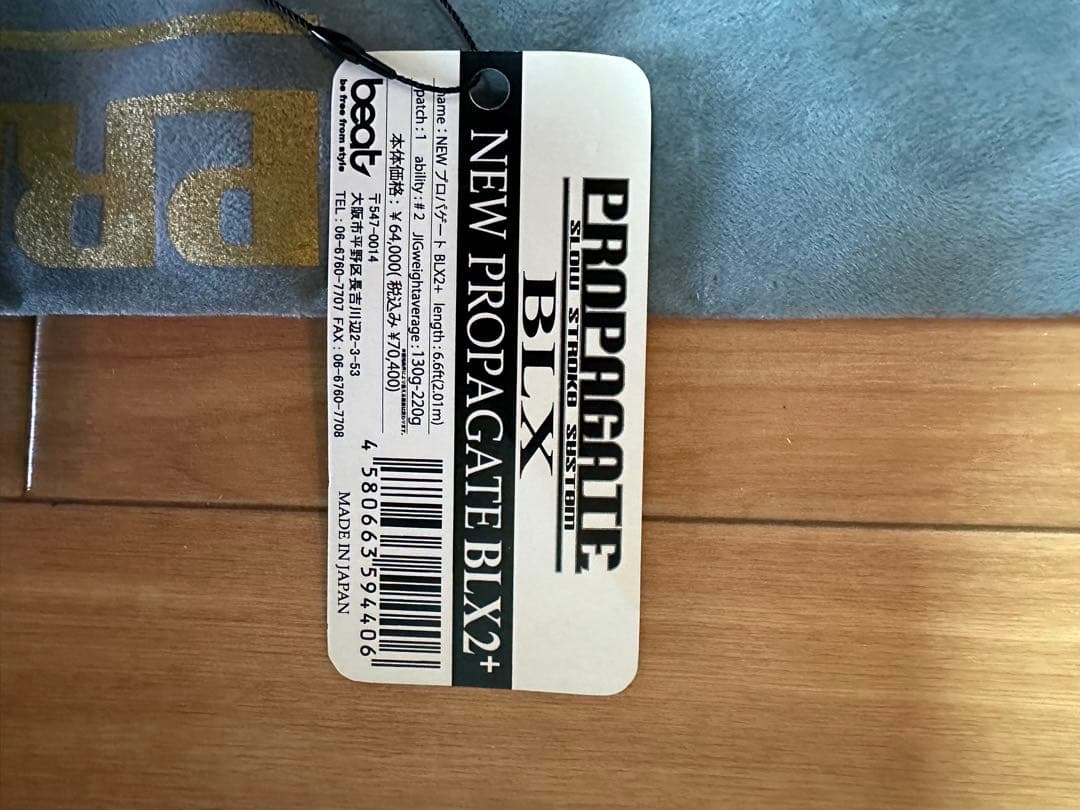 PROPAGATE
SLOW STROKE SYSTEM
BLX
NEW PROPAGATE BLX2+
name : NEW プロパゲート BLX2+ length : 6.6ft(2.01m)
patch : 1 ability : # 2 JIGweightaverage : 130g-220g
本体価格 : ¥ 64,000( 税込み ¥70,400)
beat
be free from style
〒547-0014
大阪市平野区長吉川辺2-3-53
TEL : 06-6760-7707 FAX : 06-6760-7708
4 580663 594406
MADE IN JAPAN
PR